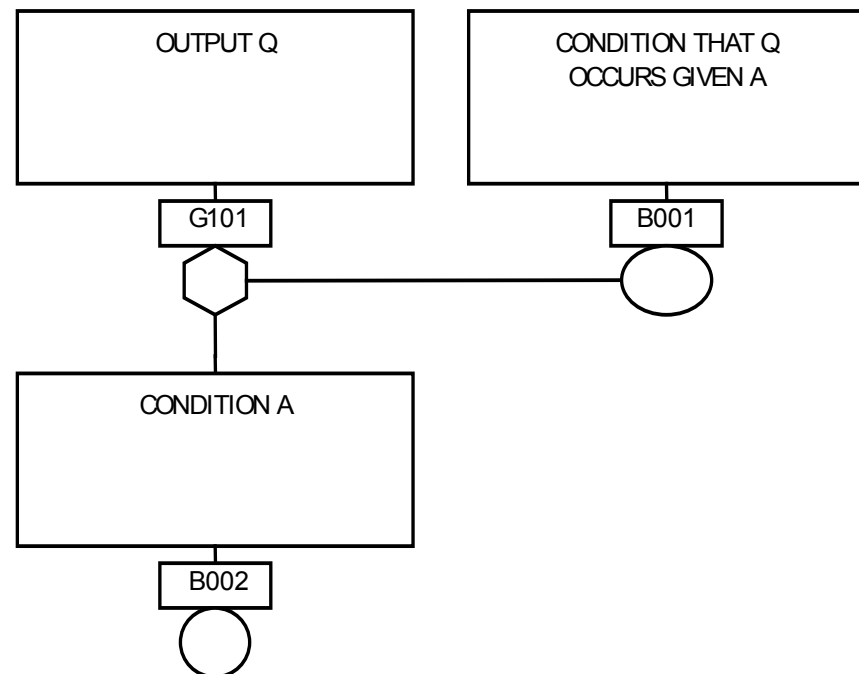 OUTPUT Q
CONDITION THAT Q
OCCURS GIVEN A
G101
B001
CONDITION A
B002